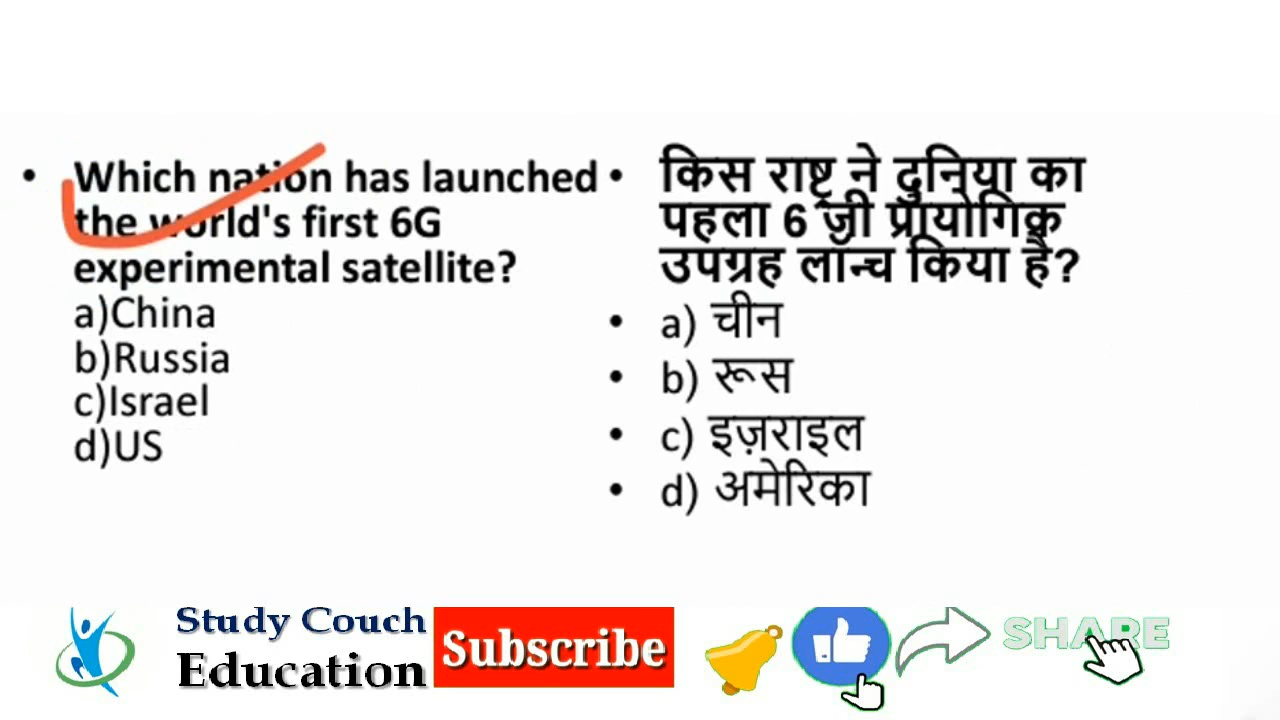 • Which nation has launched
the world's first 6G
experimental satellite?
a)China
b)Russia
c)Israel
d)US
• किस राष्ट्र ने दुनिया का
पहला 6 जी प्रायोगिक
उपग्रह लॉन्च किया है?
• a) चीन
• b) रूस
• c) इज़राइल
• d) अमेरिका
Study Couch
Education
Subscribe
SHARE